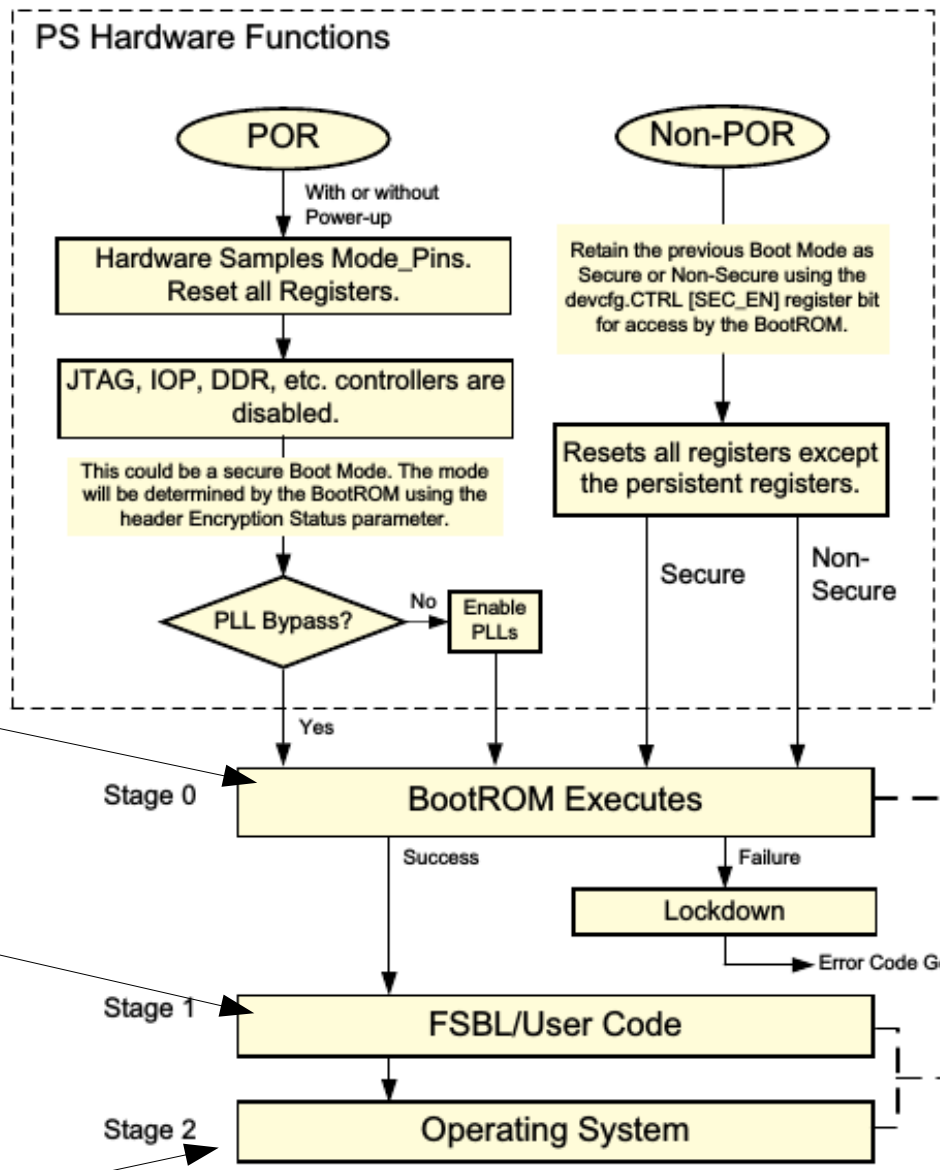 PS Hardware Functions
POR
With or without
Power-up
Hardware Samples Mode_Pins.
Reset all Registers.
JTAG, IOP, DDR, etc. controllers are
disabled.
This could be a secure Boot Mode. The mode
will be determined by the BootROM using the
header Encryption Status parameter.
PLL Bypass?
No
Enable
PLLs
Yes
Non-POR
Retain the previous Boot Mode as
Secure or Non-Secure using the
devcfg.CTRL [SEC_EN] register bit
for access by the BootROM.
Resets all registers except
the persistent registers.
Secure
Non-
Secure
Stage 0
BootROM Executes
Success
Failure
Lockdown
Error Code
Stage 1
FSBL/User Code
Stage 2
Operating System